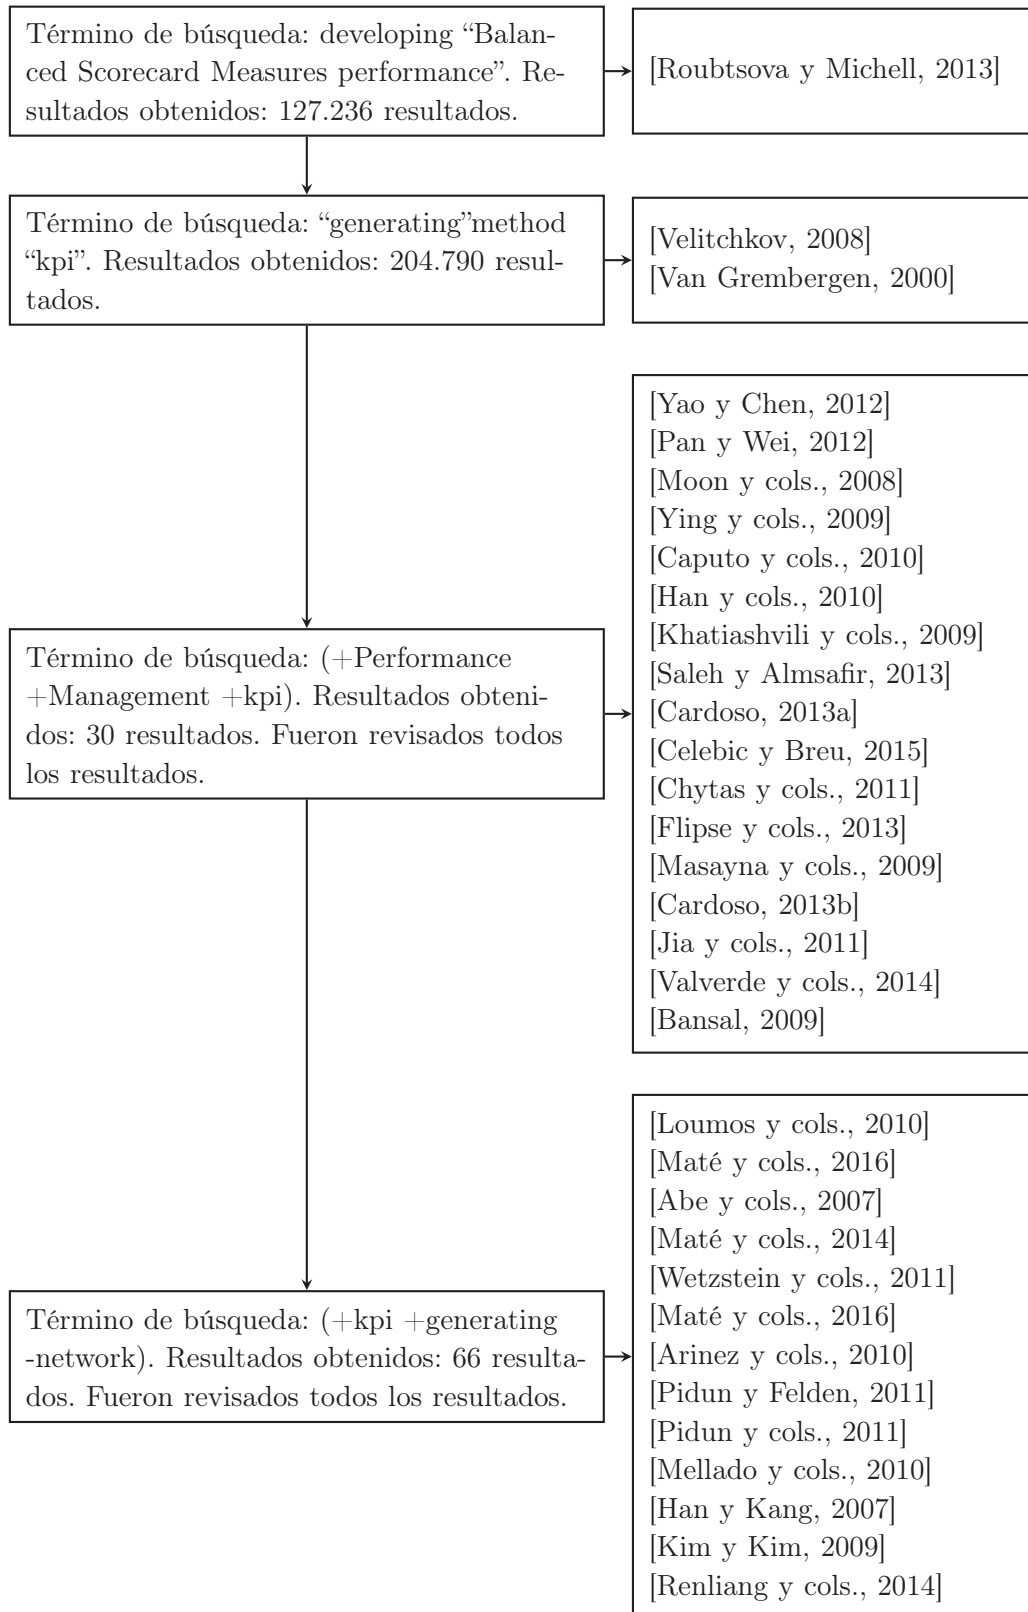 Término de búsqueda: developing “Balan-
ced Scorecard Measures performance”. Re-
sultados obtenidos: 127.236 resultados.
[Roubtsova y Michell, 2013]
Término de búsqueda: “generating”method
“kpi”. Resultados obtenidos: 204.790 resul-
tados.
[Velitchkov, 2008]
[Van Grembergen, 2000]
Término de búsqueda: (+Performance
+Management +kpi). Resultados obteni-
dos: 30 resultados. Fueron revisados todos
los resultados.
[Yao y Chen, 2012]
[Pan y Wei, 2012]
[Moon y cols., 2008]
[Ying y cols., 2009]
[Caputo y cols., 2010]
[Han y cols., 2010]
[Khatiashvili y cols., 2009]
[Saleh y Almsafir, 2013]
[Cardoso, 2013a]
[Celebic y Breu, 2015]
[Chytas y cols., 2011]
[Flipse y cols., 2013]
[Masayna y cols., 2009]
[Cardoso, 2013b]
[Jia y cols., 2011]
[Valverde y cols., 2014]
[Bansal, 2009]
Término de búsqueda: (+kpi +generating
-network). Resultados obtenidos: 66 resulta-
dos. Fueron revisados todos los resultados.
[Loumos y cols., 2010]
[Maté y cols., 2016]
[Abe y cols., 2007]
[Maté y cols., 2014]
[Wetzstein y cols., 2011]
[Maté y cols., 2016]
[Arinez y cols., 2010]
[Pidun y Felden, 2011]
[Pidun y cols., 2011]
[Mellado y cols., 2010]
[Han y Kang, 2007]
[Kim y Kim, 2009]
[Renliang y cols., 2014]